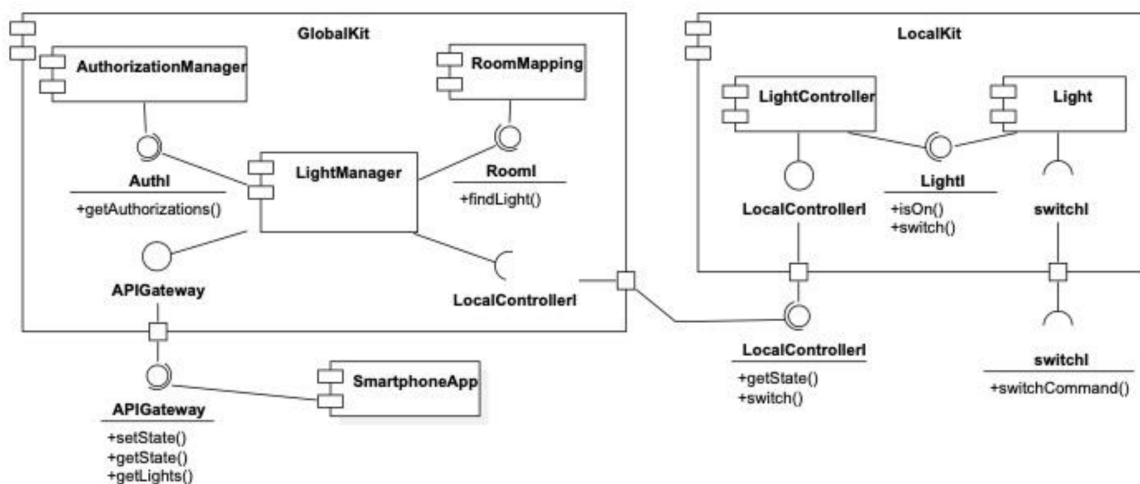 GlobalKit
AuthorizationManager
RoomMapping
LightManager
AuthI
+getAuthorizations()
RoomI
+findLight()
APIGateway
LocalControllerI
SmartphoneApp
APIGateway
+setState()
+getState()
+getLights()
LocalKit
LightController
Light
LightI
+isOn()
+switch()
LocalControllerI
switchI
LocalControllerI
+getState()
+switch()
switchI
+switchCommand()